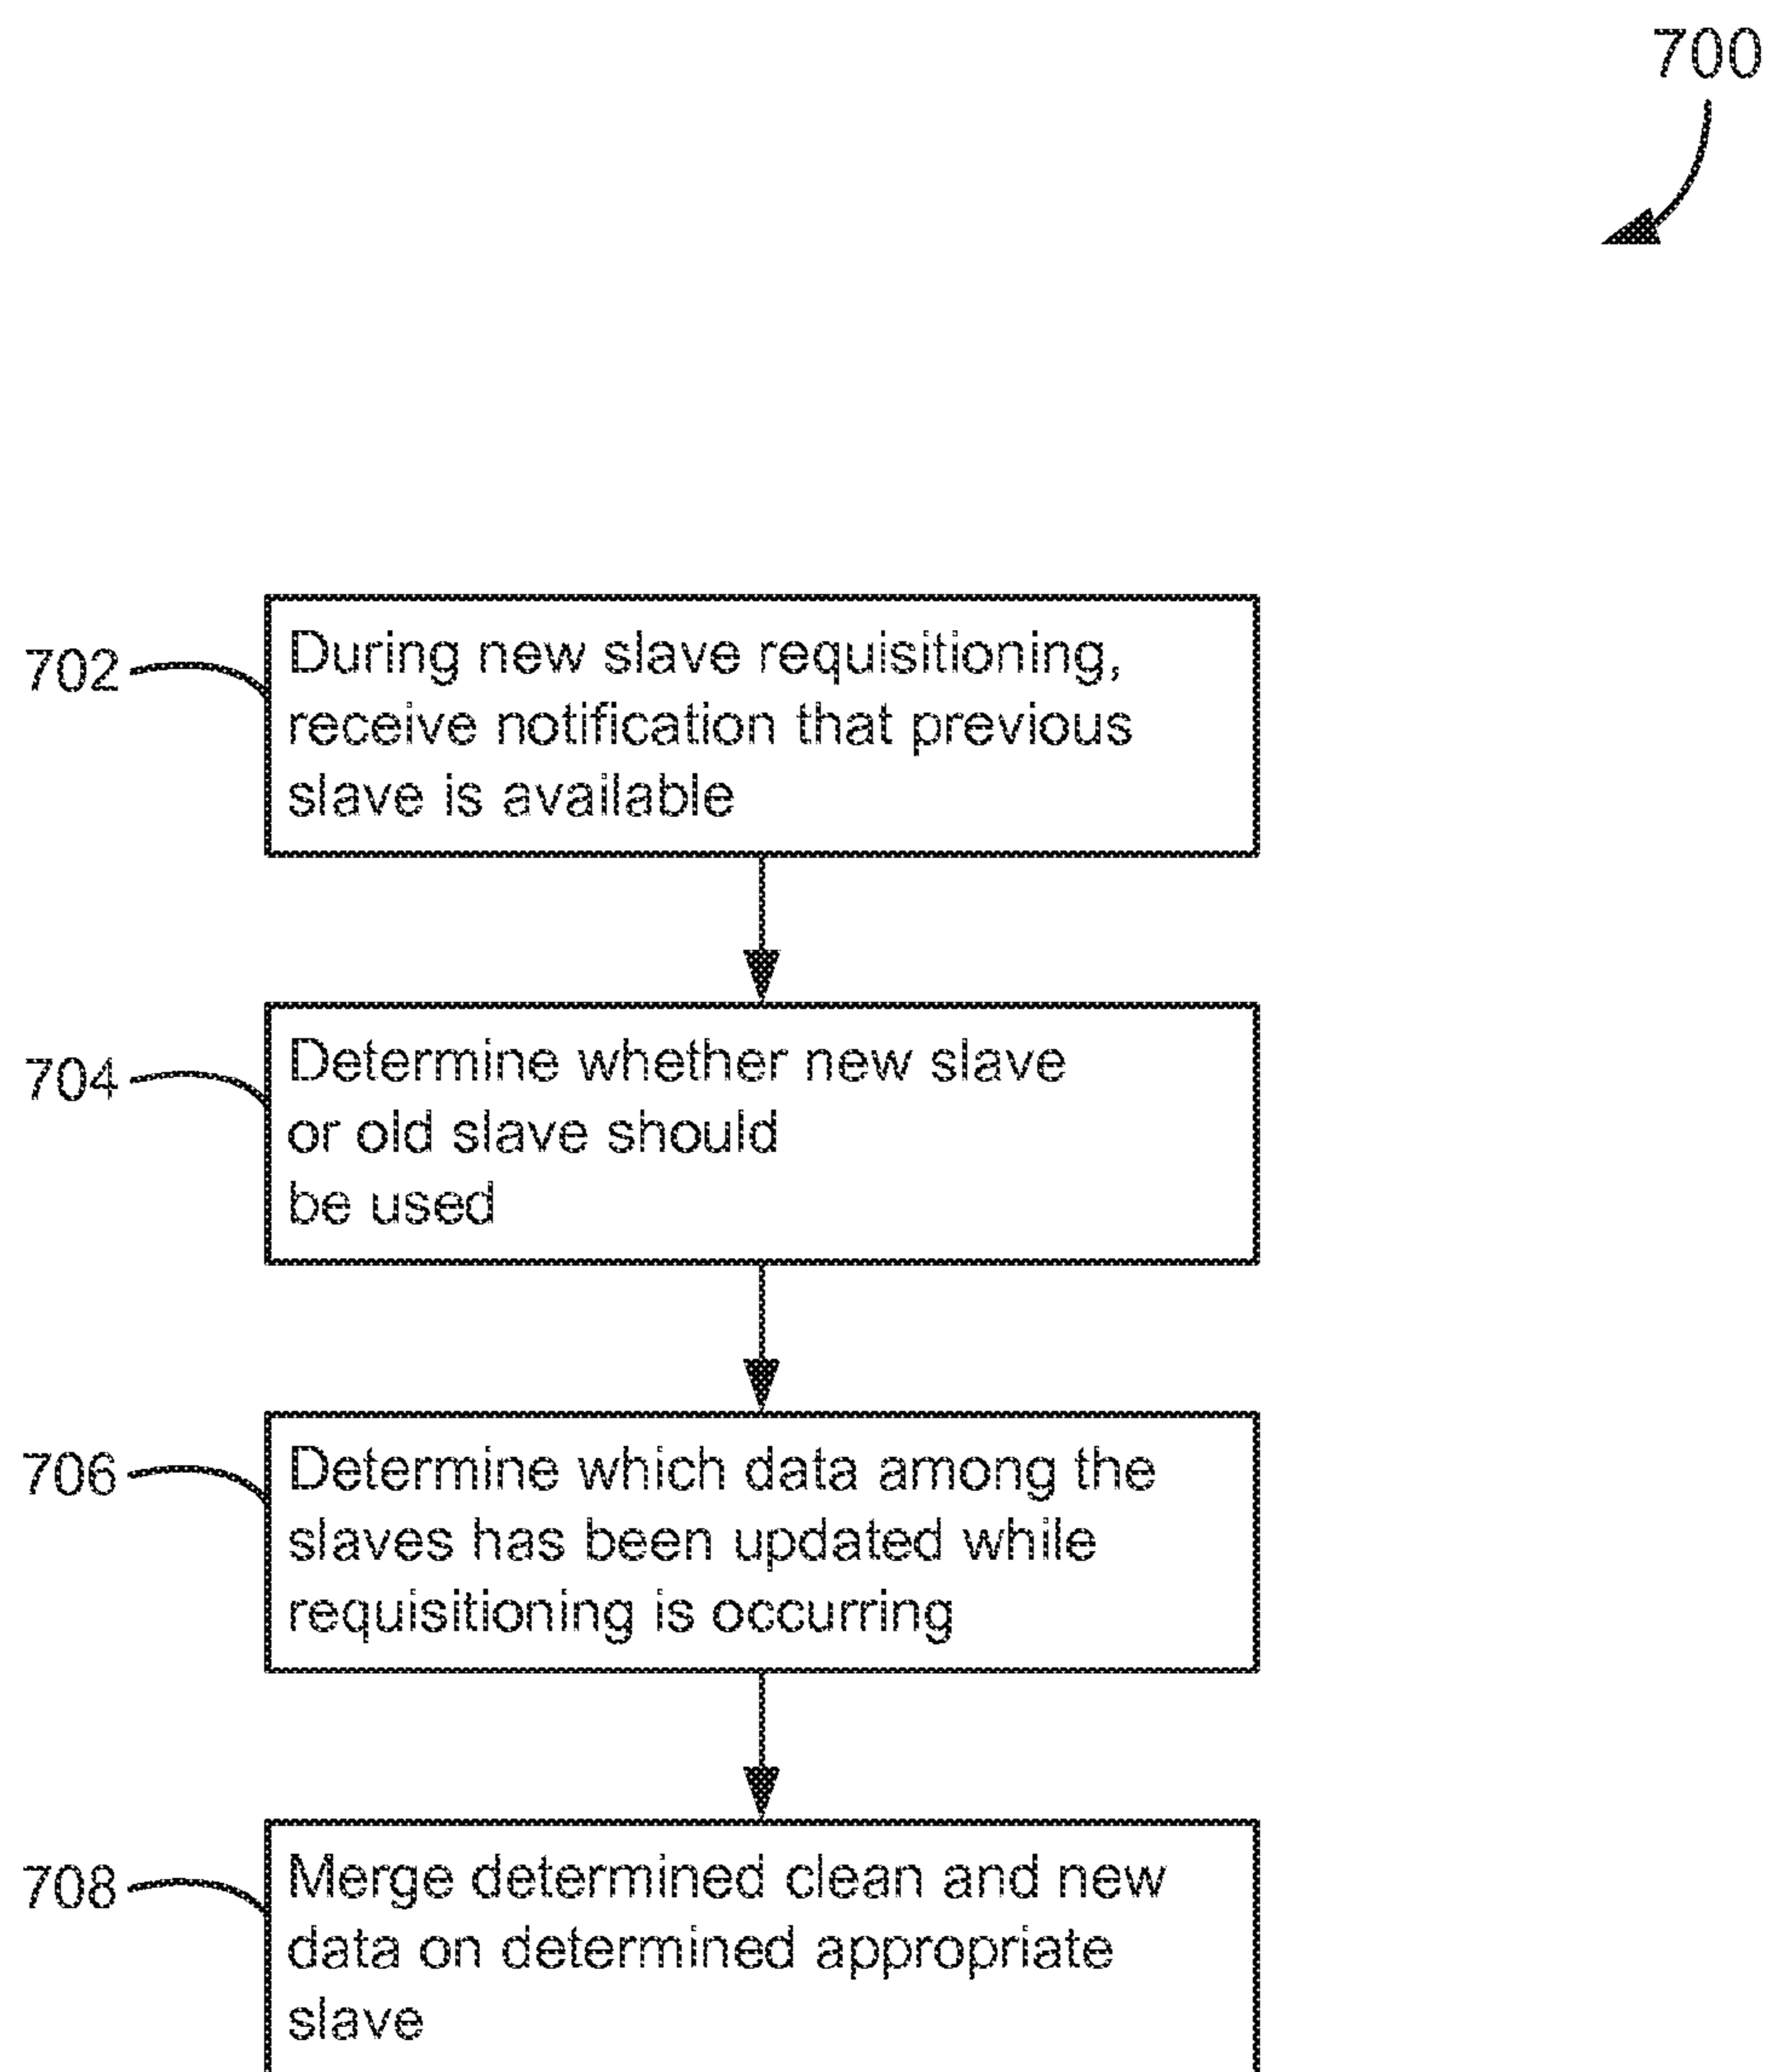 700
702
During new slave requisitioning,
receive notification that previous
slave is available
704
Determine whether new slave
or old slave should
be used
706
Determine which data among the
slaves has been updated while
requisitioning is occurring
708
Merge determined clean and new
data on determined appropriate
slave